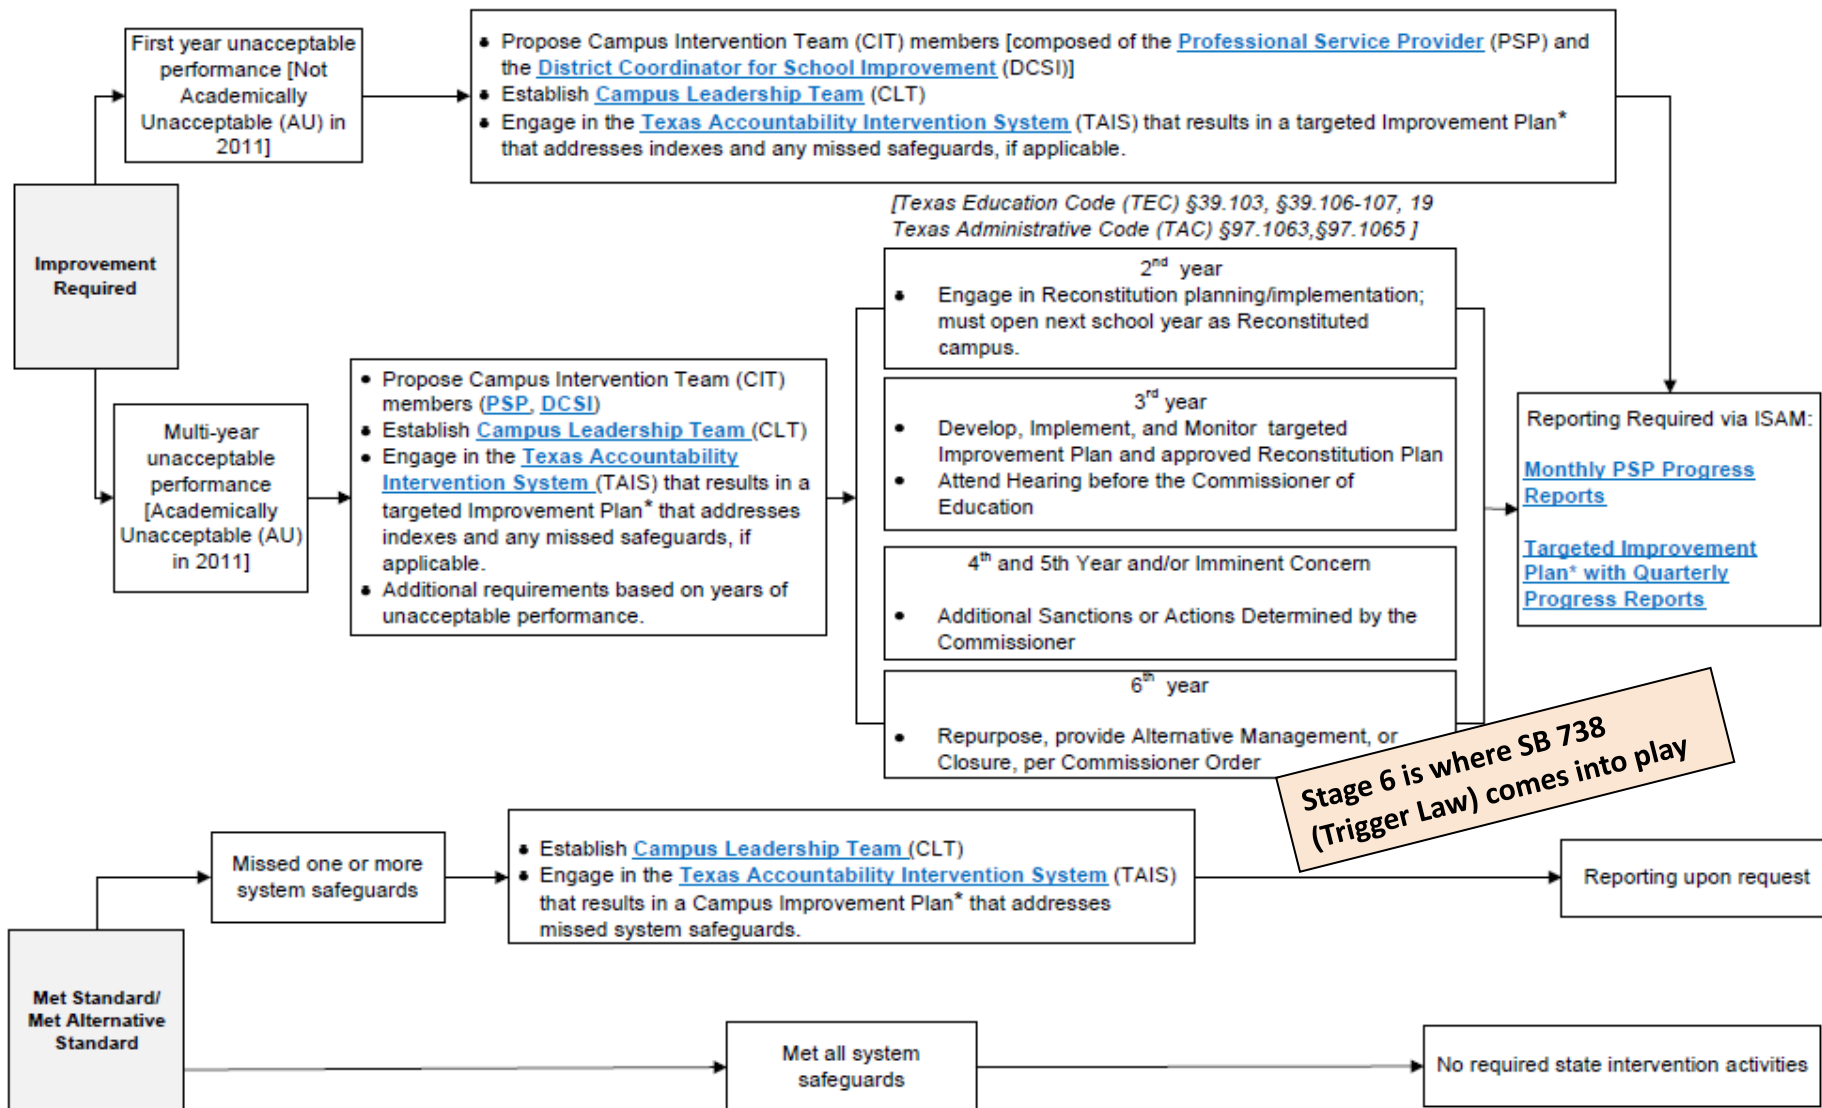 First year unacceptable
performance [Not
Academically
Unacceptable (AU) in
2011]
• Propose Campus Intervention Team (CIT) members [composed of the Professional Service Provider (PSP) and
the District Coordinator for School Improvement (DCSI)]
• Establish Campus Leadership Team (CLT)
• Engage in the Texas Accountability Intervention System (TAIS) that results in a targeted Improvement Plan*
that addresses indexes and any missed safeguards, if applicable.
[Texas Education Code (TEC) §39.103, §39.106-107, 19
Texas Administrative Code (TAC) §97.1063,§97.1065 ]
Improvement
Required
Multi-year
unacceptable
performance
[Academically
Unacceptable (AU)
in 2011]
• Propose Campus Intervention Team (CIT)
members (PSP, DCSI)
• Establish Campus Leadership Team (CLT)
• Engage in the Texas Accountability
Intervention System (TAIS) that results in a
targeted Improvement Plan* that addresses
indexes and any missed safeguards, if
applicable.
• Additional requirements based on years of
unacceptable performance.
2nd year
• Engage in Reconstitution planning/implementation;
must open next school year as Reconstituted
campus.
3rd year
• Develop, Implement, and Monitor targeted
Improvement Plan and approved Reconstitution Plan
• Attend Hearing before the Commissioner of
Education
4th and 5th Year and/or Imminent Concern
• Additional Sanctions or Actions Determined by the
Commissioner
6th year
• Repurpose, provide Alternative Management, or
Closure, per Commissioner Order
Reporting Required via ISAM:
Monthly PSP Progress
Reports
Targeted Improvement
Plan* with Quarterly
Progress Reports
Stage 6 is where SB 738
(Trigger Law) comes into play
Met Standard/
Met Alternative
Standard
Missed one or more
system safeguards
• Establish Campus Leadership Team (CLT)
• Engage in the Texas Accountability Intervention System (TAIS)
that results in a Campus Improvement Plan* that addresses
missed system safeguards.
Reporting upon request
Met all system
safeguards
No required state intervention activities